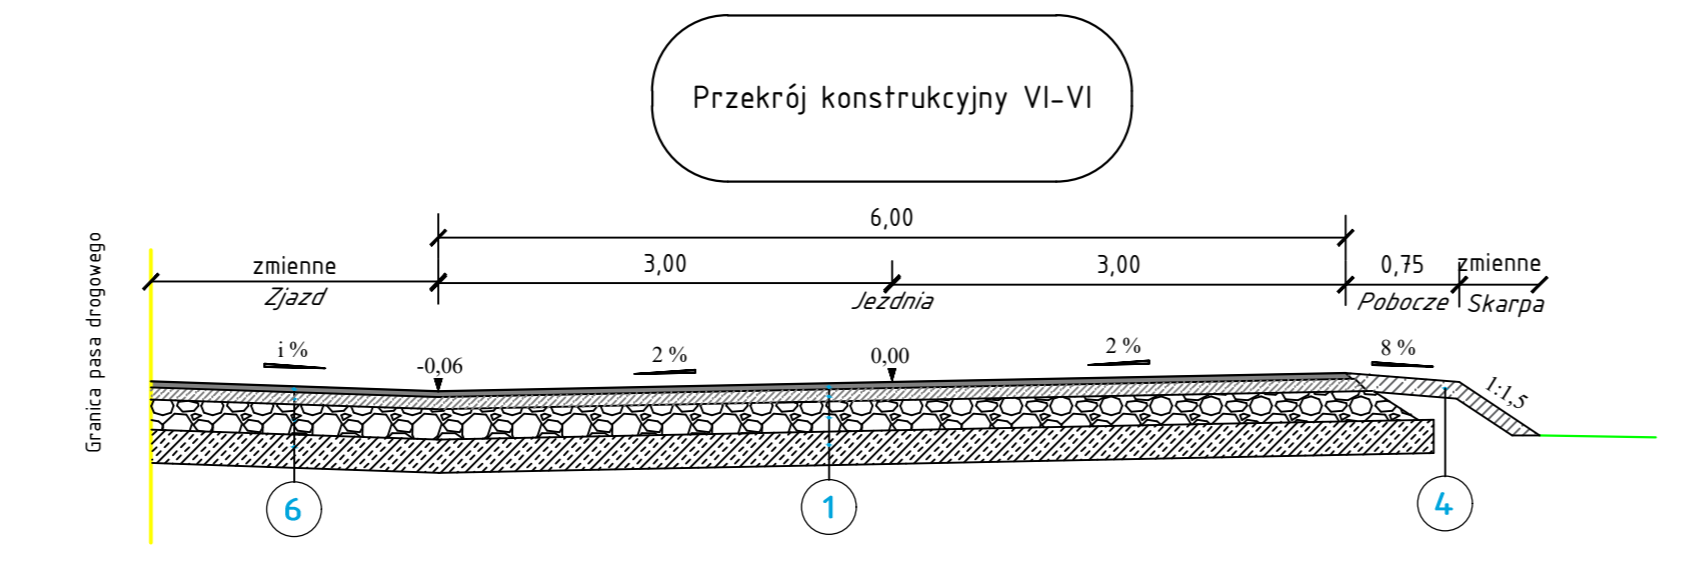 Przekrój konstrukcyjny VI-VI
6,00
zmienne
3,00
3,00
0,75
zmienne
Zjazd
Jezdnia
Pobocze
Skarpa
Granica pasa drogowego
i %
-0,06
2 %
0,00
2 %
8 %
1:1,5
6
1
4